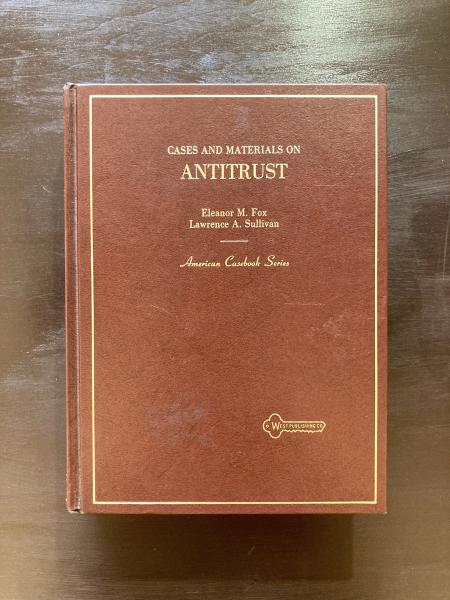 CASES AND MATERIALS ON
ANTITRUST
Eleanor M. Fox
Lawrence A. Sullivan
American Casebook Series
WEST PUBLISHING CO